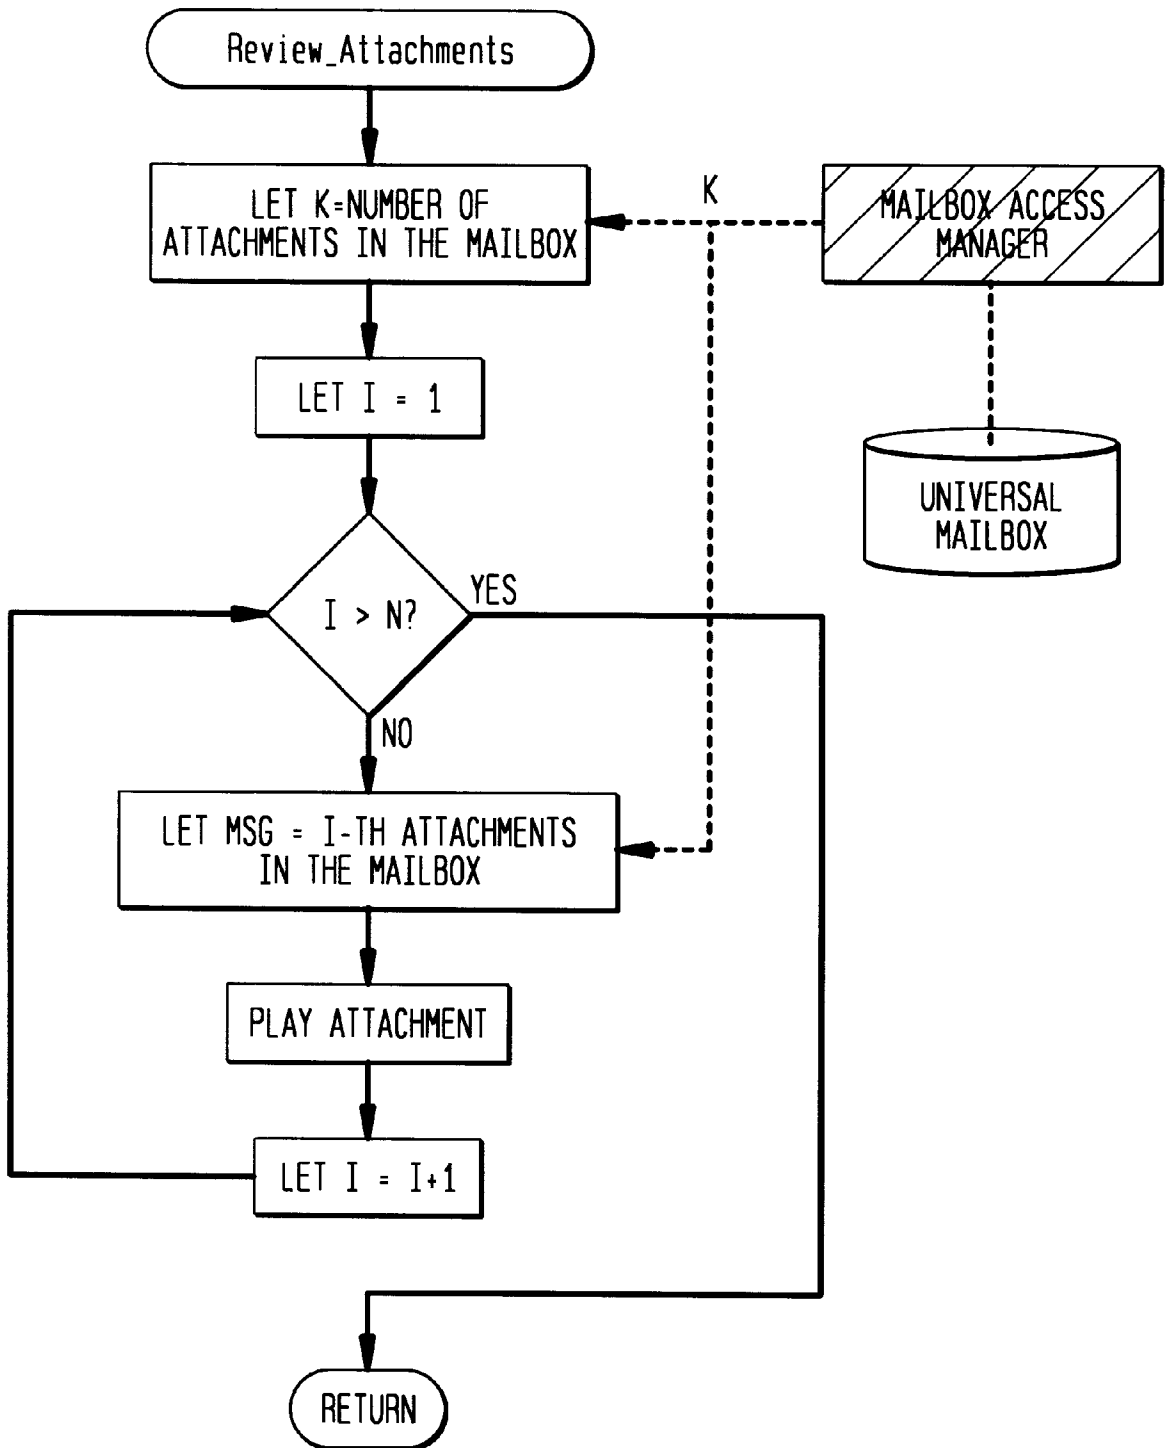 Review_Attachments
LET K=NUMBER OF
ATTACHMENTS IN THE MAILBOX
K
MAILBOX ACCESS
MANAGER
LET I = 1
UNIVERSAL
MAILBOX
I > N?
YES
NO
LET MSG = I-TH ATTACHMENTS
IN THE MAILBOX
PLAY ATTACHMENT
LET I = I+1
RETURN